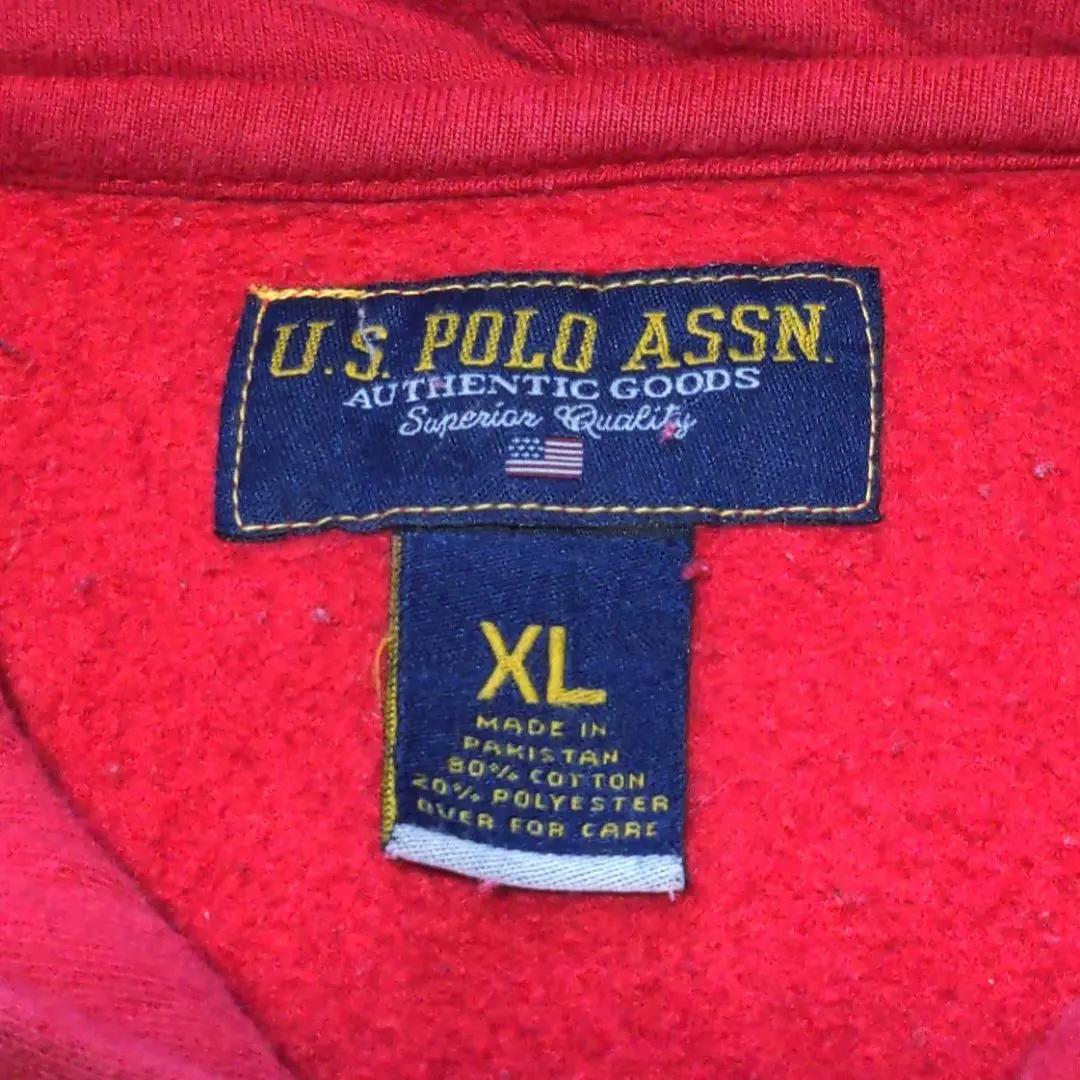 U.S. POLO ASSN.
AUTHENTIC GOODS
Superior Quality
XL
MADE IN
PAKISTAN
80% COTTON
20% POLYESTER
OVER FOR CARE